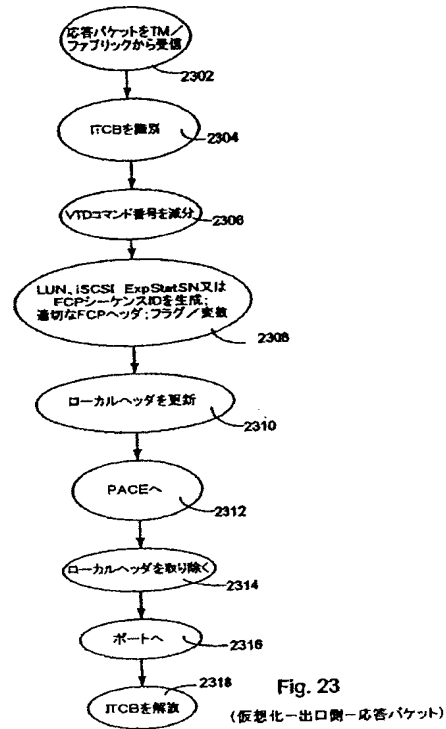 応答パケットをTM／
ファブリックから受信
2302
ITCBを識別
2304
VTDコマンド番号を減分
2306
LUN、iSCSI ExpStatSN又は
FCPシーケンスIDを生成;
適切なFCPヘッダ;フラグ／変数
2308
ローカルヘッダを更新
2310
PACEへ
2312
ローカルヘッダを取り除く
2314
ポートへ
2316
ITCBを解放
2318
Fig. 23
(仮想化ー出口側ー応答パケット)